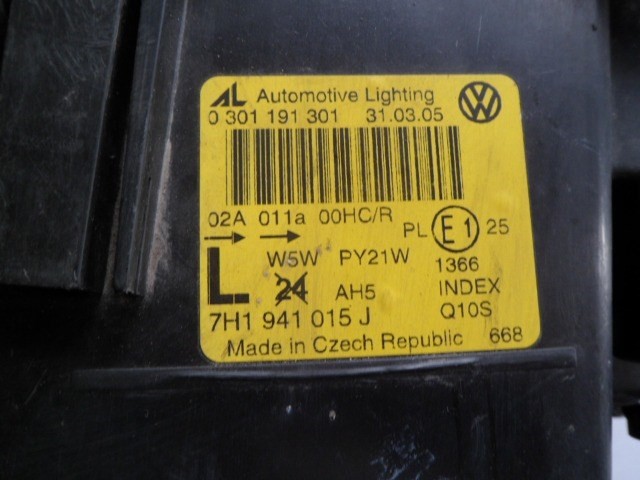 AL Automotive Lighting
0 301 191 301 31.03.05
02A 011a 00HC/R
PL E1 25
W5W PY21W 1366
L 24 AH5 INDEX
7H1 941 015 J Q10S
Made in Czech Republic 668